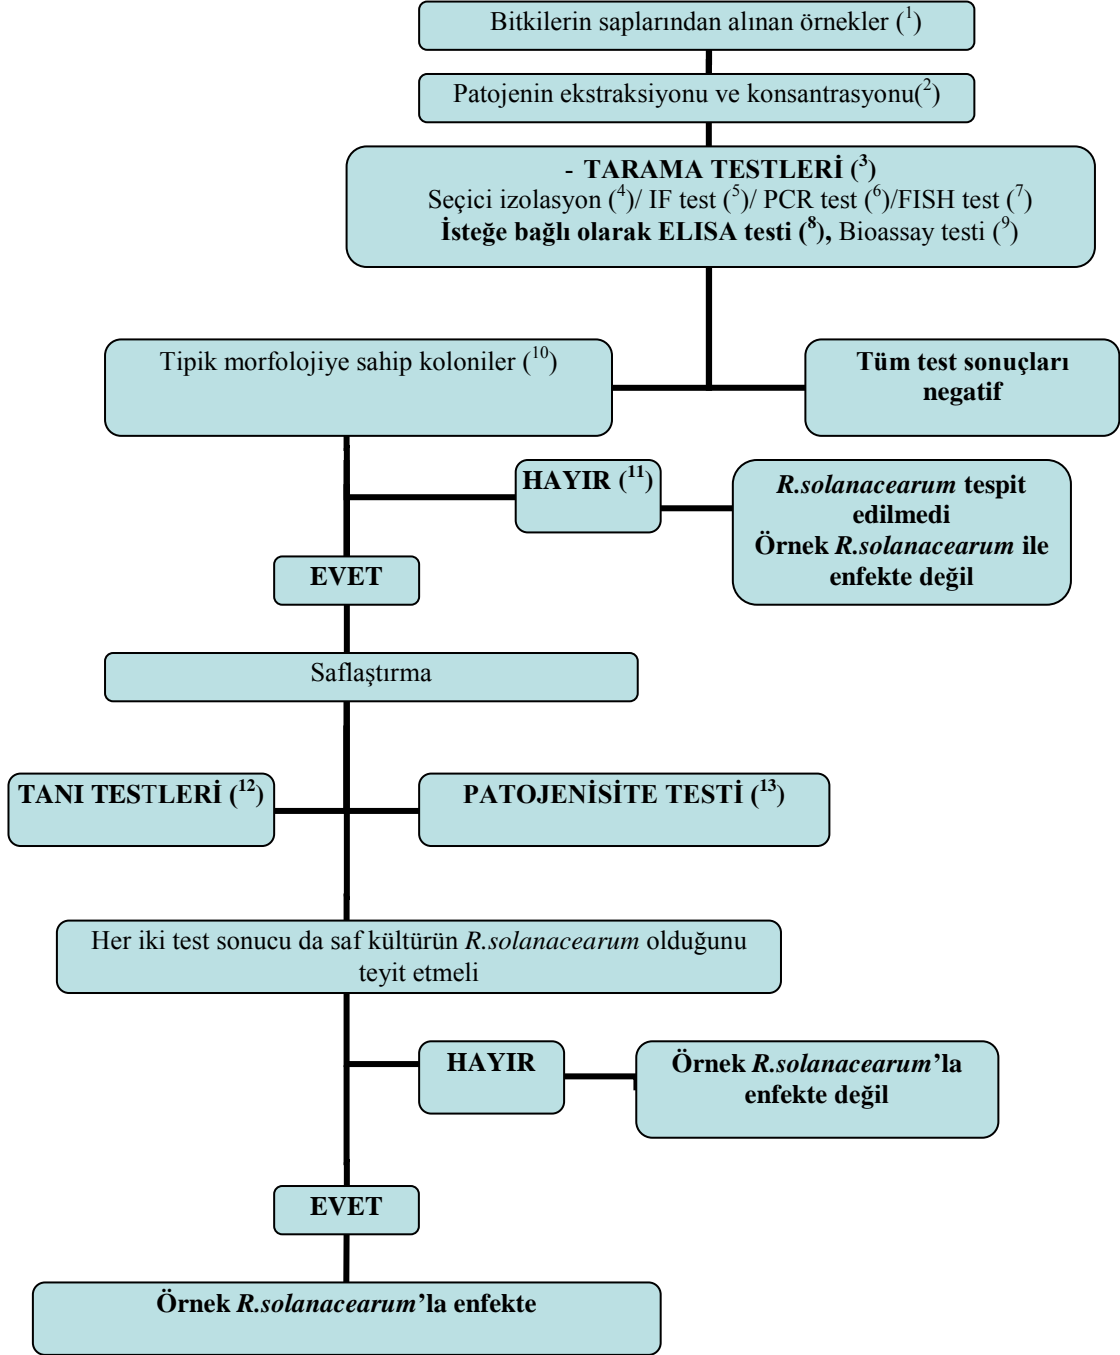 Bitkilerin saplarından alınan örnekler (1)
Patojenin ekstraksiyonu ve konsantrasyonu(2)
- TARAMA TESTLERİ (3)
Seçici izolasyon (4)/ IF test (5)/ PCR test (6)/FISH test (7)
İsteğe bağlı olarak ELISA testi (8), Bioassay testi (9)
Tipik morfolojiye sahip koloniler (10)
Tüm test sonuçları
negatif
HAYIR (11)
R.solanacearum tespit
edilmedi
Örnek R.solanacearum ile
enfekte değil
EVET
Saflaştırma
TANI TESTLERİ (12)
PATOJENİSİTE TESTİ (13)
Her iki test sonucu da saf kültürün R.solanacearum olduğunu
teyit etmeli
HAYIR
Örnek R.solanacearum’la
enfekte değil
EVET
Örnek R.solanacearum’la enfekte